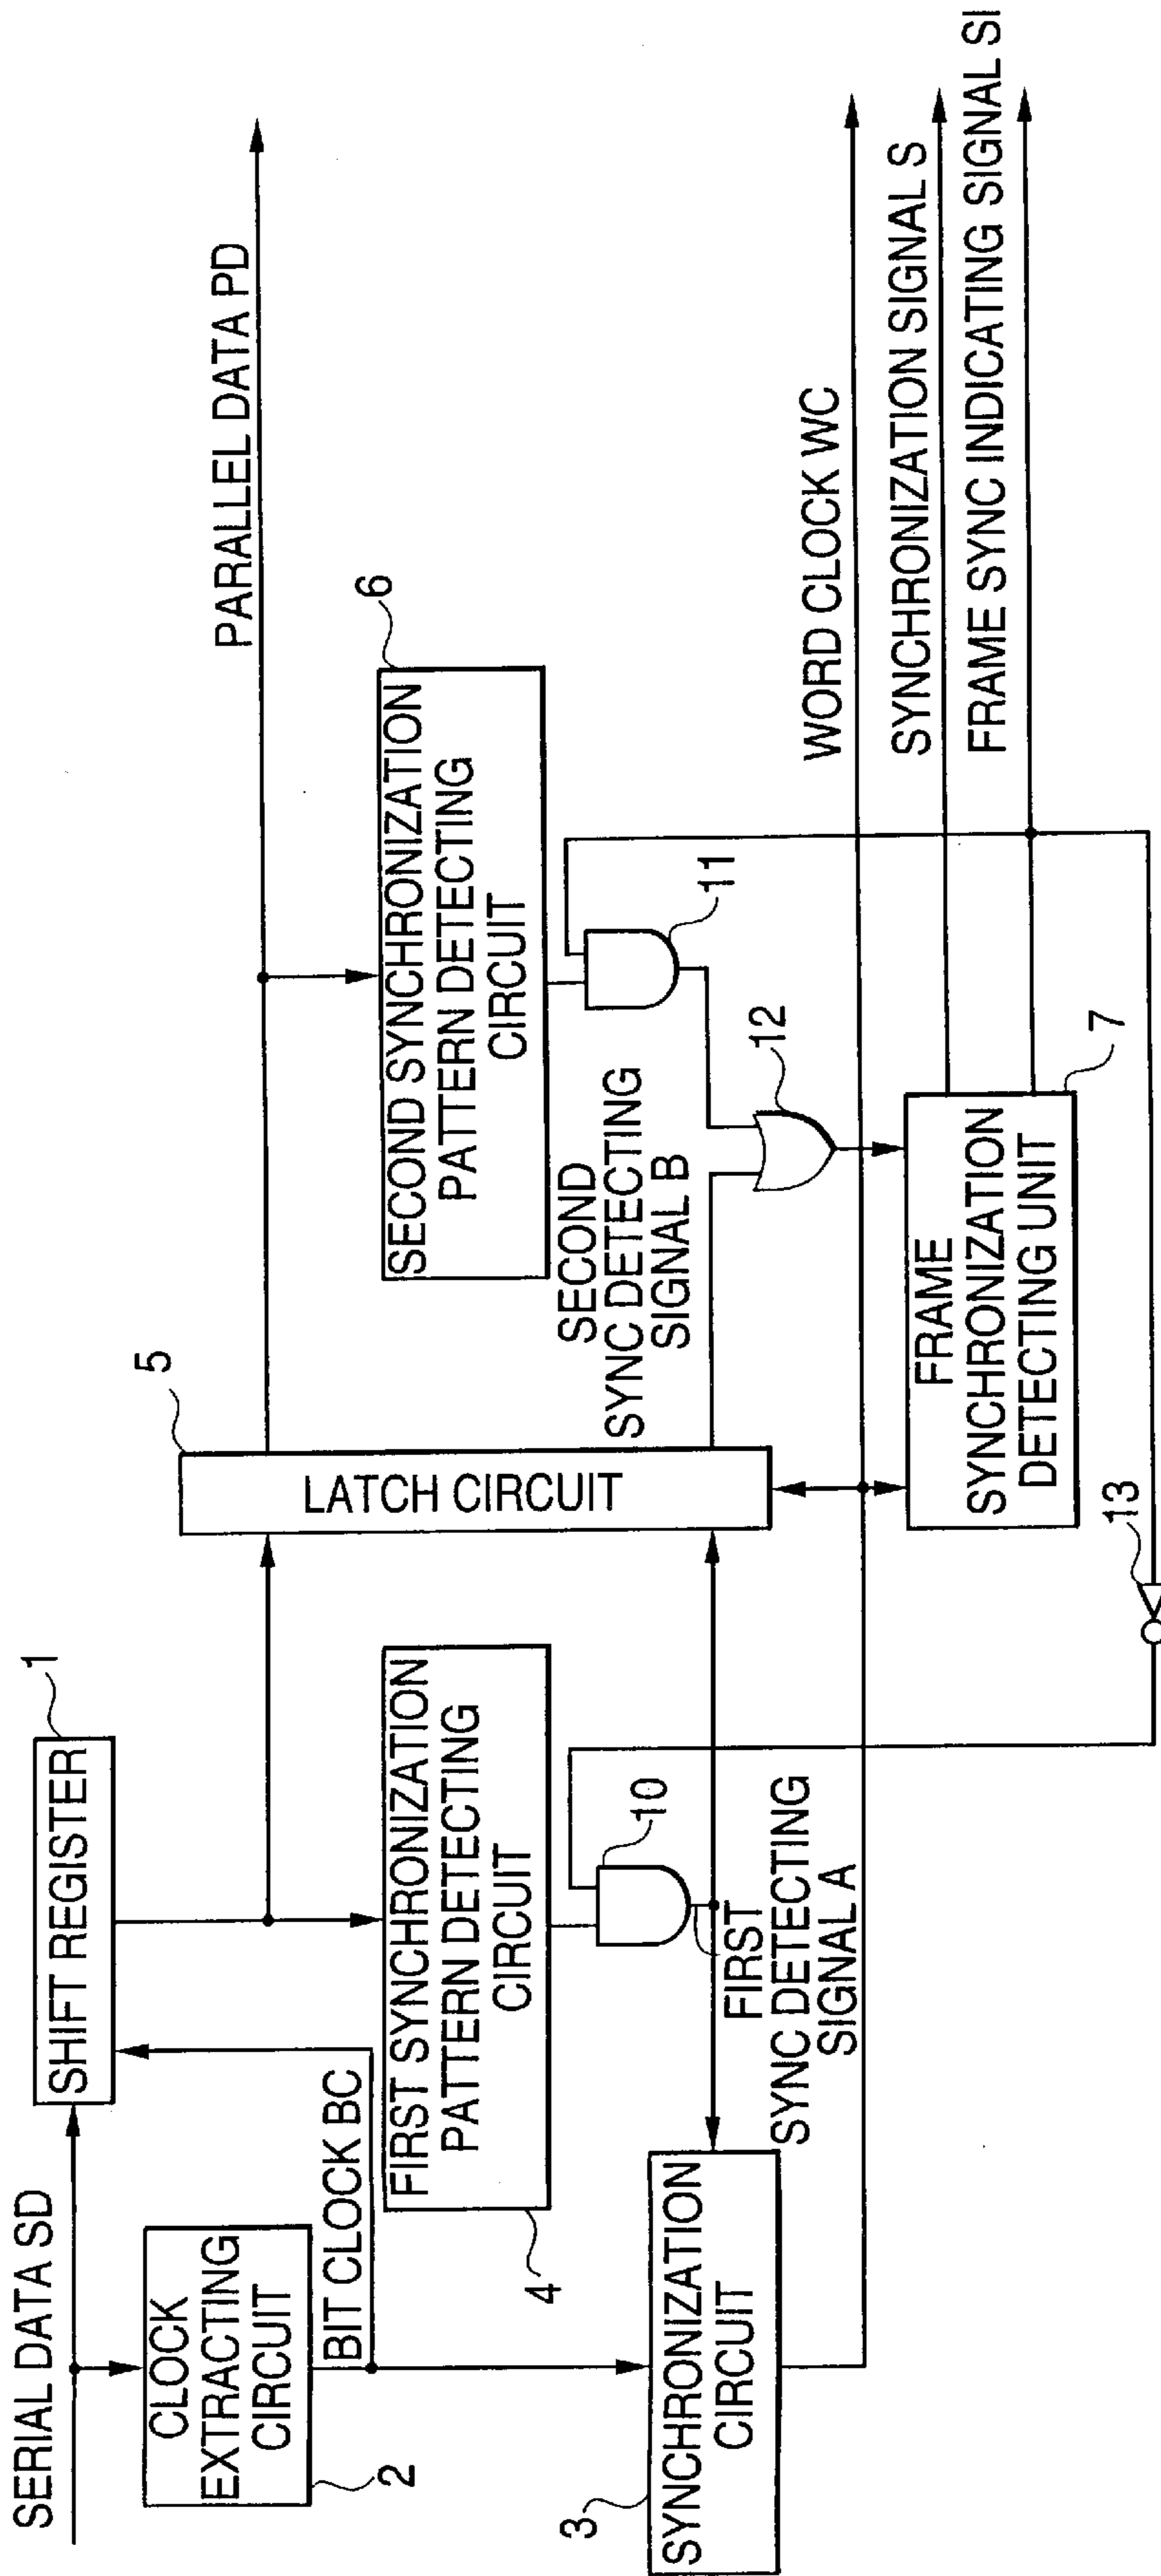 SERIAL DATA SD
SHIFT REGISTER
1
CLOCK
EXTRACTING
CIRCUIT
2
BIT CLOCK BC
FIRST SYNCHRONIZATION
PATTERN DETECTING
CIRCUIT
4
10
SYNCHRONIZATION
CIRCUIT
3
FIRST
SYNC DETECTING
SIGNAL A
LATCH CIRCUIT
5
PARALLEL DATA PD
SECOND SYNCHRONIZATION
PATTERN DETECTING
CIRCUIT
6
11
SECOND
SYNC DETECTING
SIGNAL B
12
FRAME
SYNCHRONIZATION
DETECTING UNIT
7
13
WORD CLOCK WC
SYNCHRONIZATION SIGNAL S
FRAME SYNC INDICATING SIGNAL SI